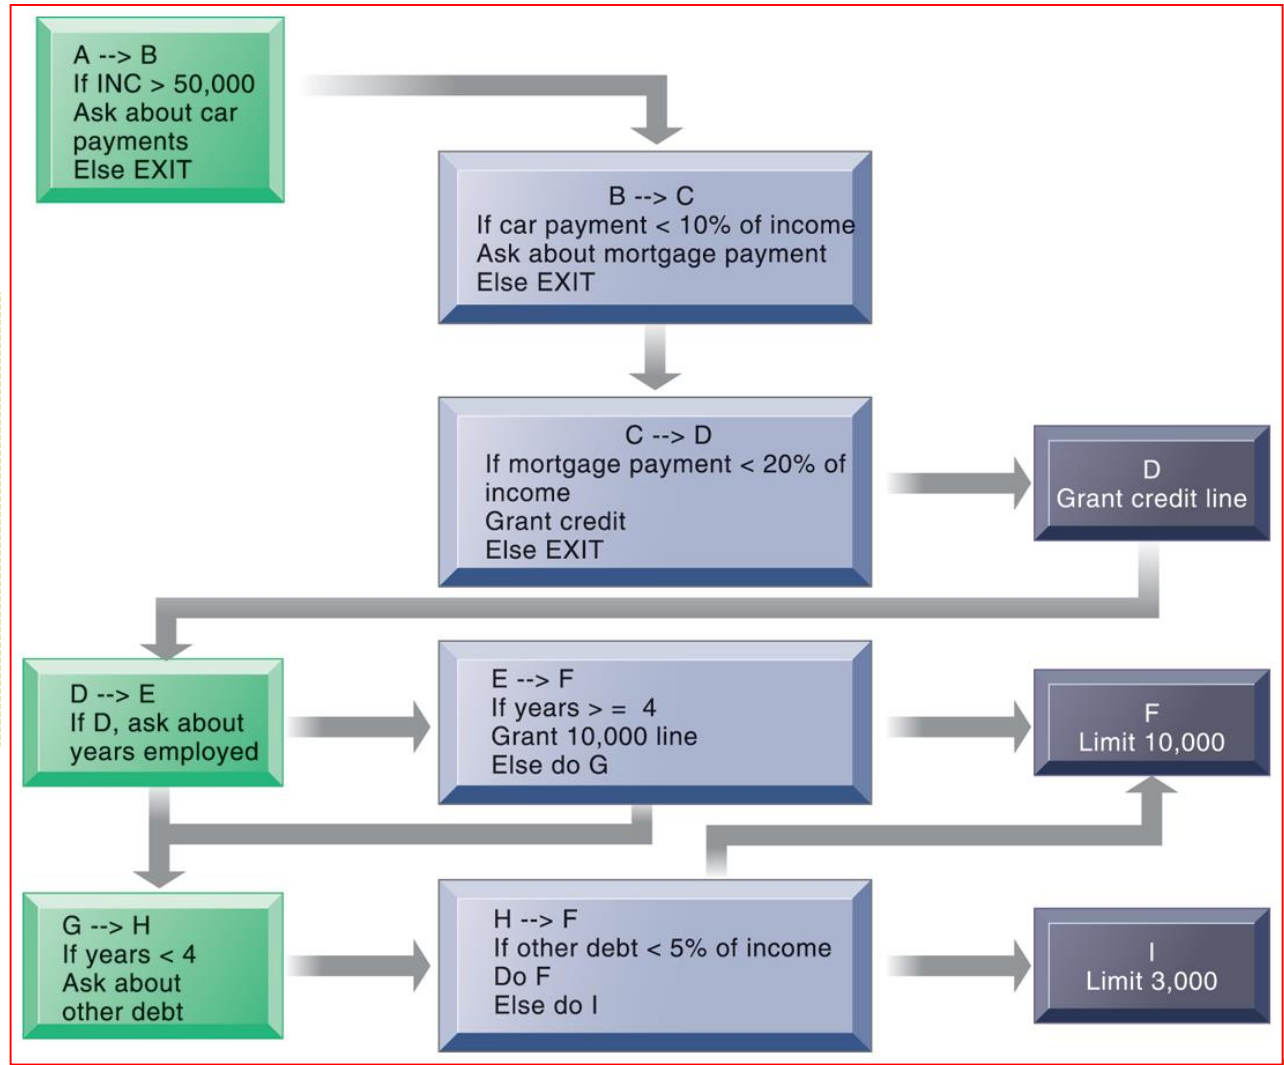 A --> B
If INC > 50,000
Ask about car
payments
Else EXIT
B --> C
If car payment < 10% of income
Ask about mortgage payment
Else EXIT
C --> D
If mortgage payment < 20% of
income
Grant credit
Else EXIT
D
Grant credit line
D --> E
If D, ask about
years employed
E --> F
If years > = 4
Grant 10,000 line
Else do G
F
Limit 10,000
G --> H
If years < 4
Ask about
other debt
H --> F
If other debt < 5% of income
Do F
Else do I
I
Limit 3,000